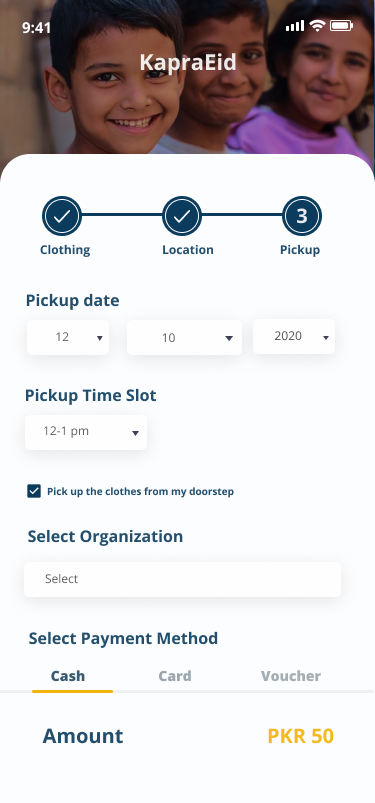 9:41
KapraEid
3
Clothing Location Pickup
Pickup date
12 10 2020
Pickup Time Slot
12-1 pm
Pick up the clothes from my doorstep
Select Organization
Select
Select Payment Method
Cash Card Voucher
Amount PKR 50